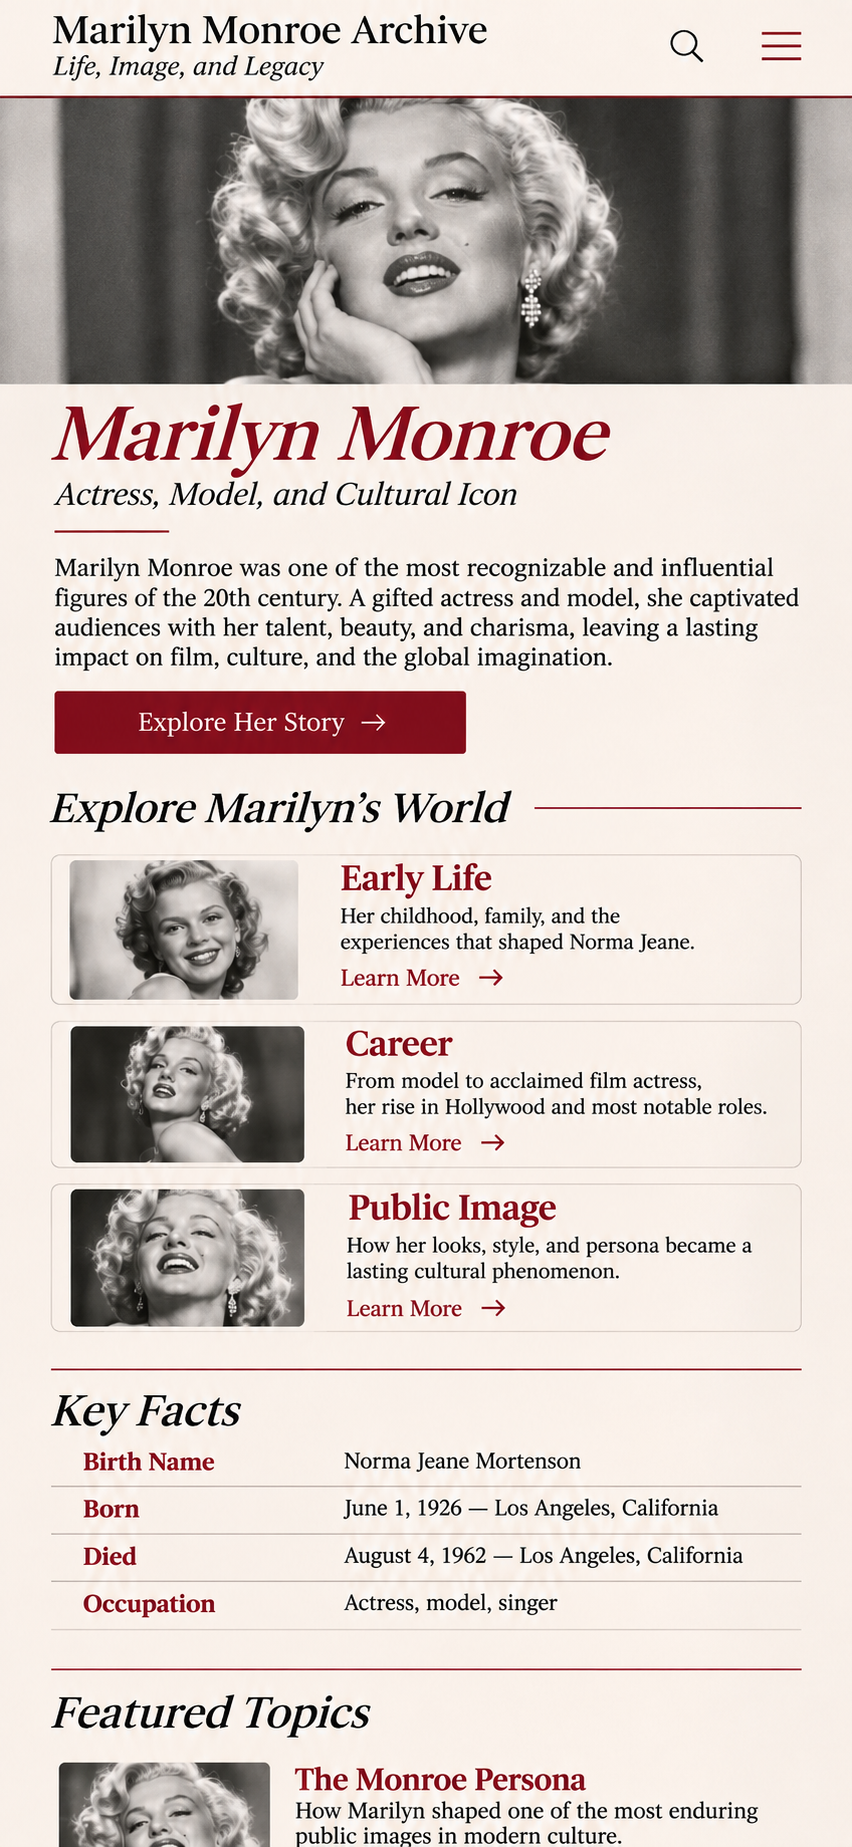 Marilyn Monroe Archive
Life, Image, and Legacy
Marilyn Monroe
Actress, Model, and Cultural Icon
Marilyn Monroe was one of the most recognizable and influential
figures of the 20th century. A gifted actress and model, she captivated
audiences with her talent, beauty, and charisma, leaving a lasting
impact on film, culture, and the global imagination.
Explore Her Story →
Explore Marilyn's World
Early Life
Her childhood, family, and the
experiences that shaped Norma Jeane.
Learn More →
Career
From model to acclaimed film actress,
her rise in Hollywood and most notable roles.
Learn More →
Public Image
How her looks, style, and persona became a
lasting cultural phenomenon.
Learn More →
Key Facts
Birth Name Norma Jeane Mortenson
Born June 1, 1926 — Los Angeles, California
Died August 4, 1962 — Los Angeles, California
Occupation Actress, model, singer
Featured Topics
The Monroe Persona
How Marilyn shaped one of the most enduring
public images in modern culture.